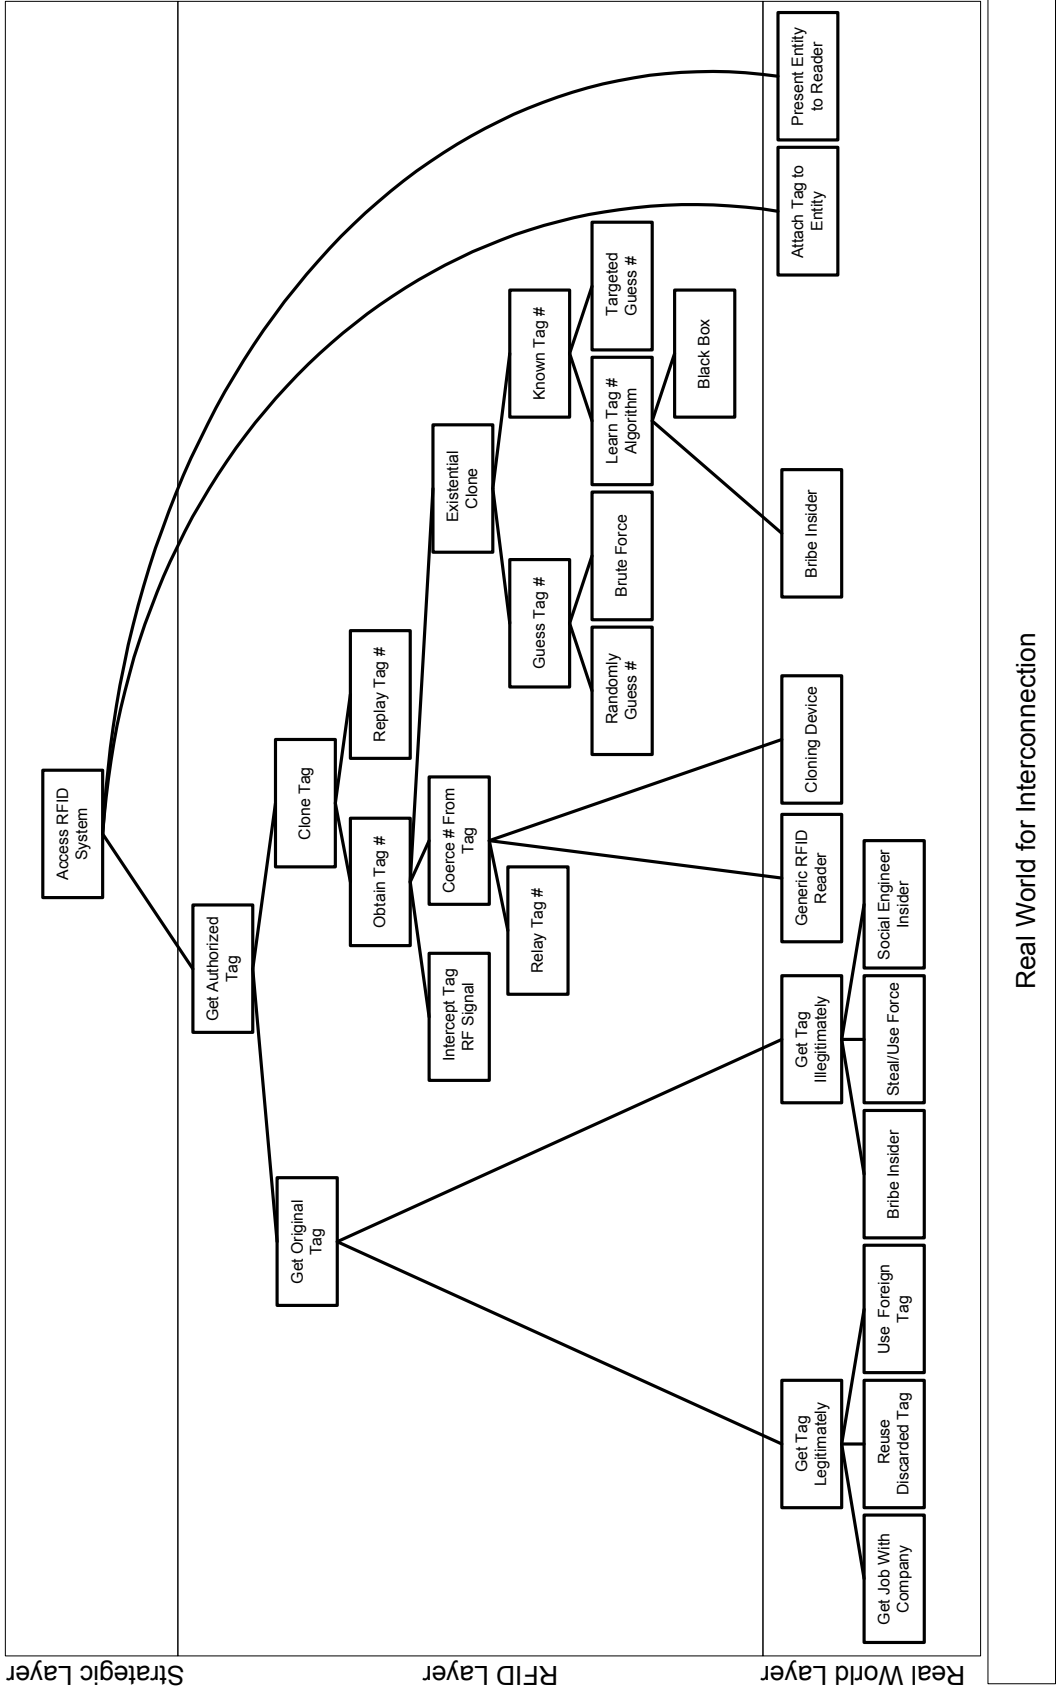 Strategic Layer
RFID Layer
Real World Layer
Access RFID
System
Get Authorized
Tag
Get Original
Tag
Clone Tag
Obtain Tag #
Replay Tag #
Intercept Tag
RF Signal
Coerce # From
Tag
Existential
Clone
Relay Tag #
Guess Tag #
Known Tag #
Randomly
Guess #
Brute Force
Learn Tag #
Algorithm
Targeted
Guess #
Black Box
Get Tag
Legitimately
Get Tag
Illegitimately
Generic RFID
Reader
Cloning Device
Bribe Insider
Attach Tag to
Entity
Present Entity
to Reader
Get Job With
Company
Reuse
Discarded Tag
Use Foreign
Tag
Bribe Insider
Steal/Use Force
Social Engineer
Insider
Real World for Interconnection